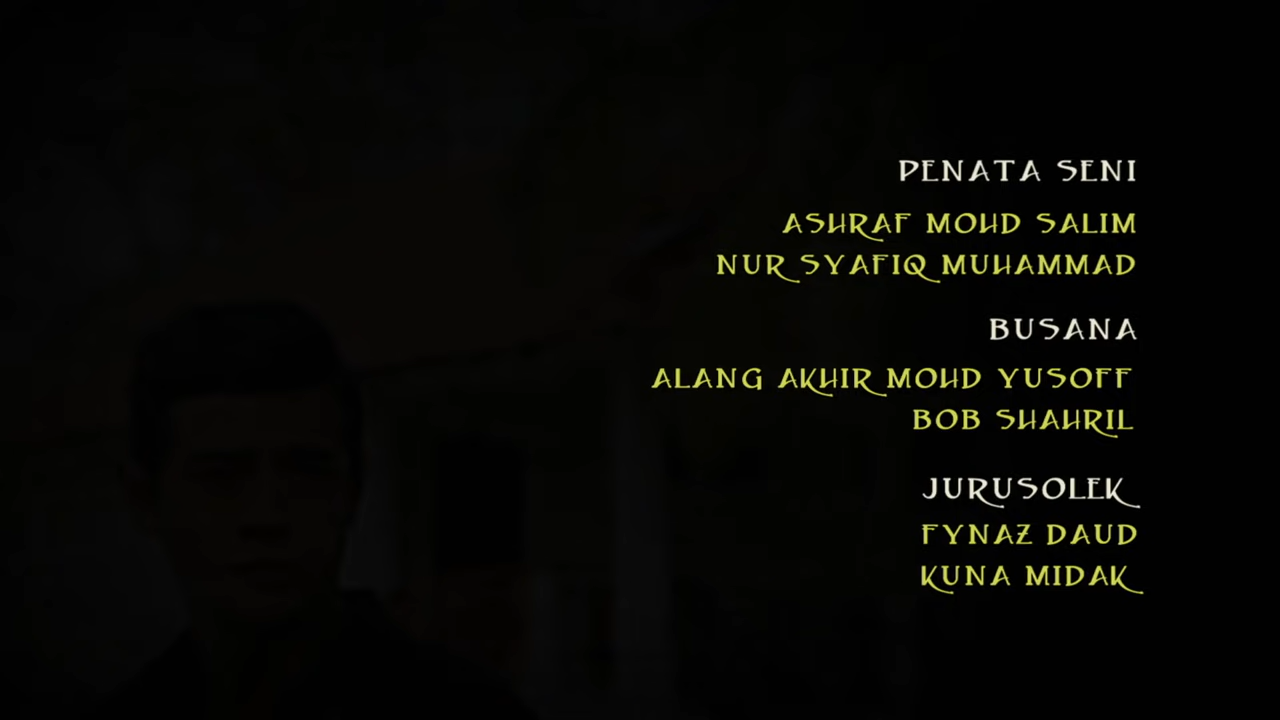 PENATA SENI
ASHRAF MOHD SALIM
NUR SYAFIQ MUHAMMAD
BUSANA
ALANG AKHIR MOHD YUSOFF
BOB SHAHRIL
JURUSOLEK
FYNAZ DAUD
KUNA MIDAK